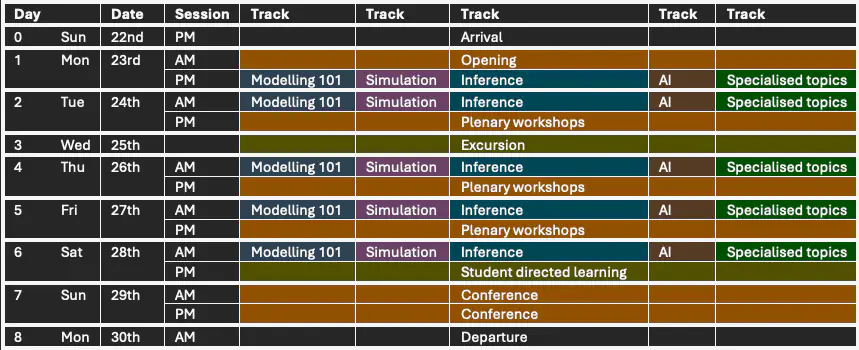 Day Date Session Track Track Track Track Track
0 Sun 22nd PM Arrival
1 Mon 23rd AM Opening
PM Modelling 101 Simulation Inference AI Specialised topics
2 Tue 24th AM Modelling 101 Simulation Inference AI Specialised topics
PM Plenary workshops
3 Wed 25th Excursion
4 Thu 26th AM Modelling 101 Simulation Inference AI Specialised topics
PM Plenary workshops
5 Fri 27th AM Modelling 101 Simulation Inference AI Specialised topics
PM Plenary workshops
6 Sat 28th AM Modelling 101 Simulation Inference AI Specialised topics
PM Student directed learning
7 Sun 29th AM Conference
PM Conference
8 Mon 30th AM Departure